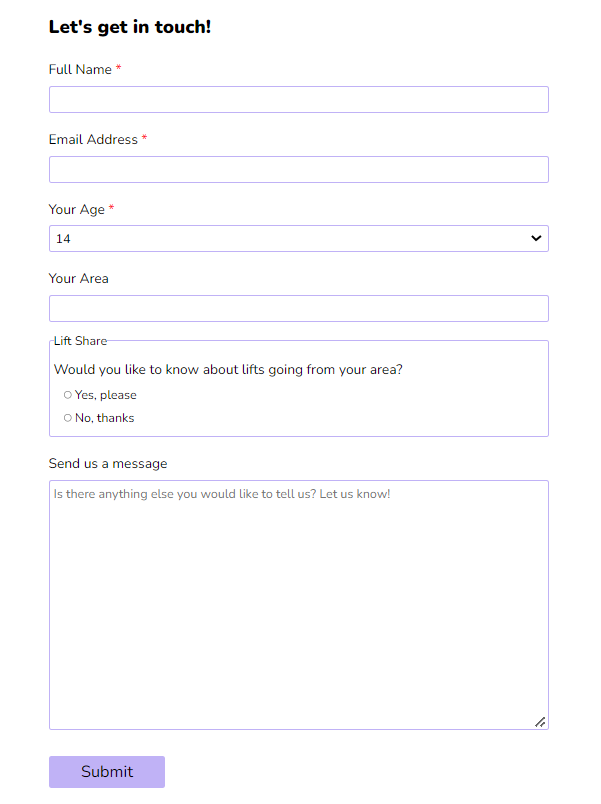 Let's get in touch!
Full Name *
Email Address *
Your Age *
14
Your Area
Lift Share
Would you like to know about lifts going from your area?
Yes, please
No, thanks
Send us a message
Is there anything else you would like to tell us? Let us know!
Submit